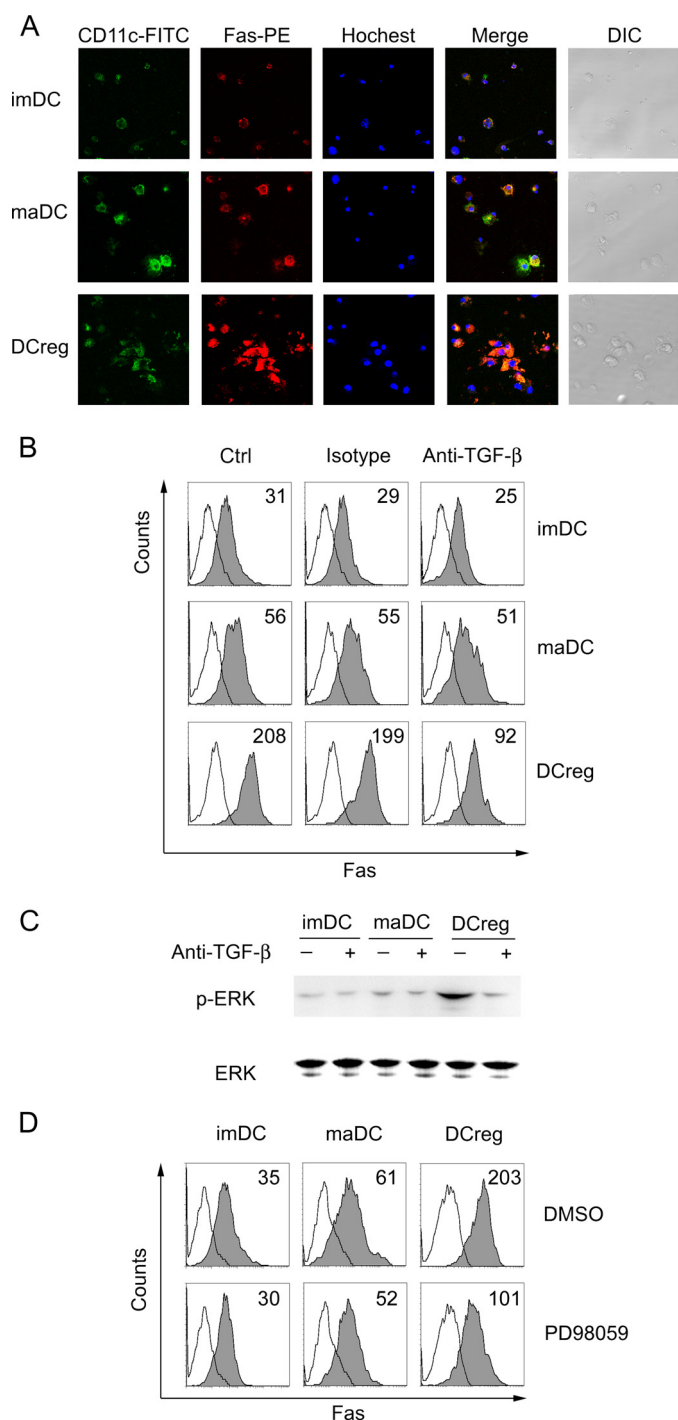 A
CD11c-FITC Fas-PE Hochest Merge DIC
imDC
maDC
DCreg
B
Ctrl Isotype Anti-TGF-β
Counts
31 29 25 imDC
56 55 51 maDC
208 199 92 DCreg
Fas
C
imDC maDC DCreg
Anti-TGF-β – + – + – +
p-ERK
ERK
D
imDC maDC DCreg
Counts
35 61 203 DMSO
30 52 101 PD98059
Fas